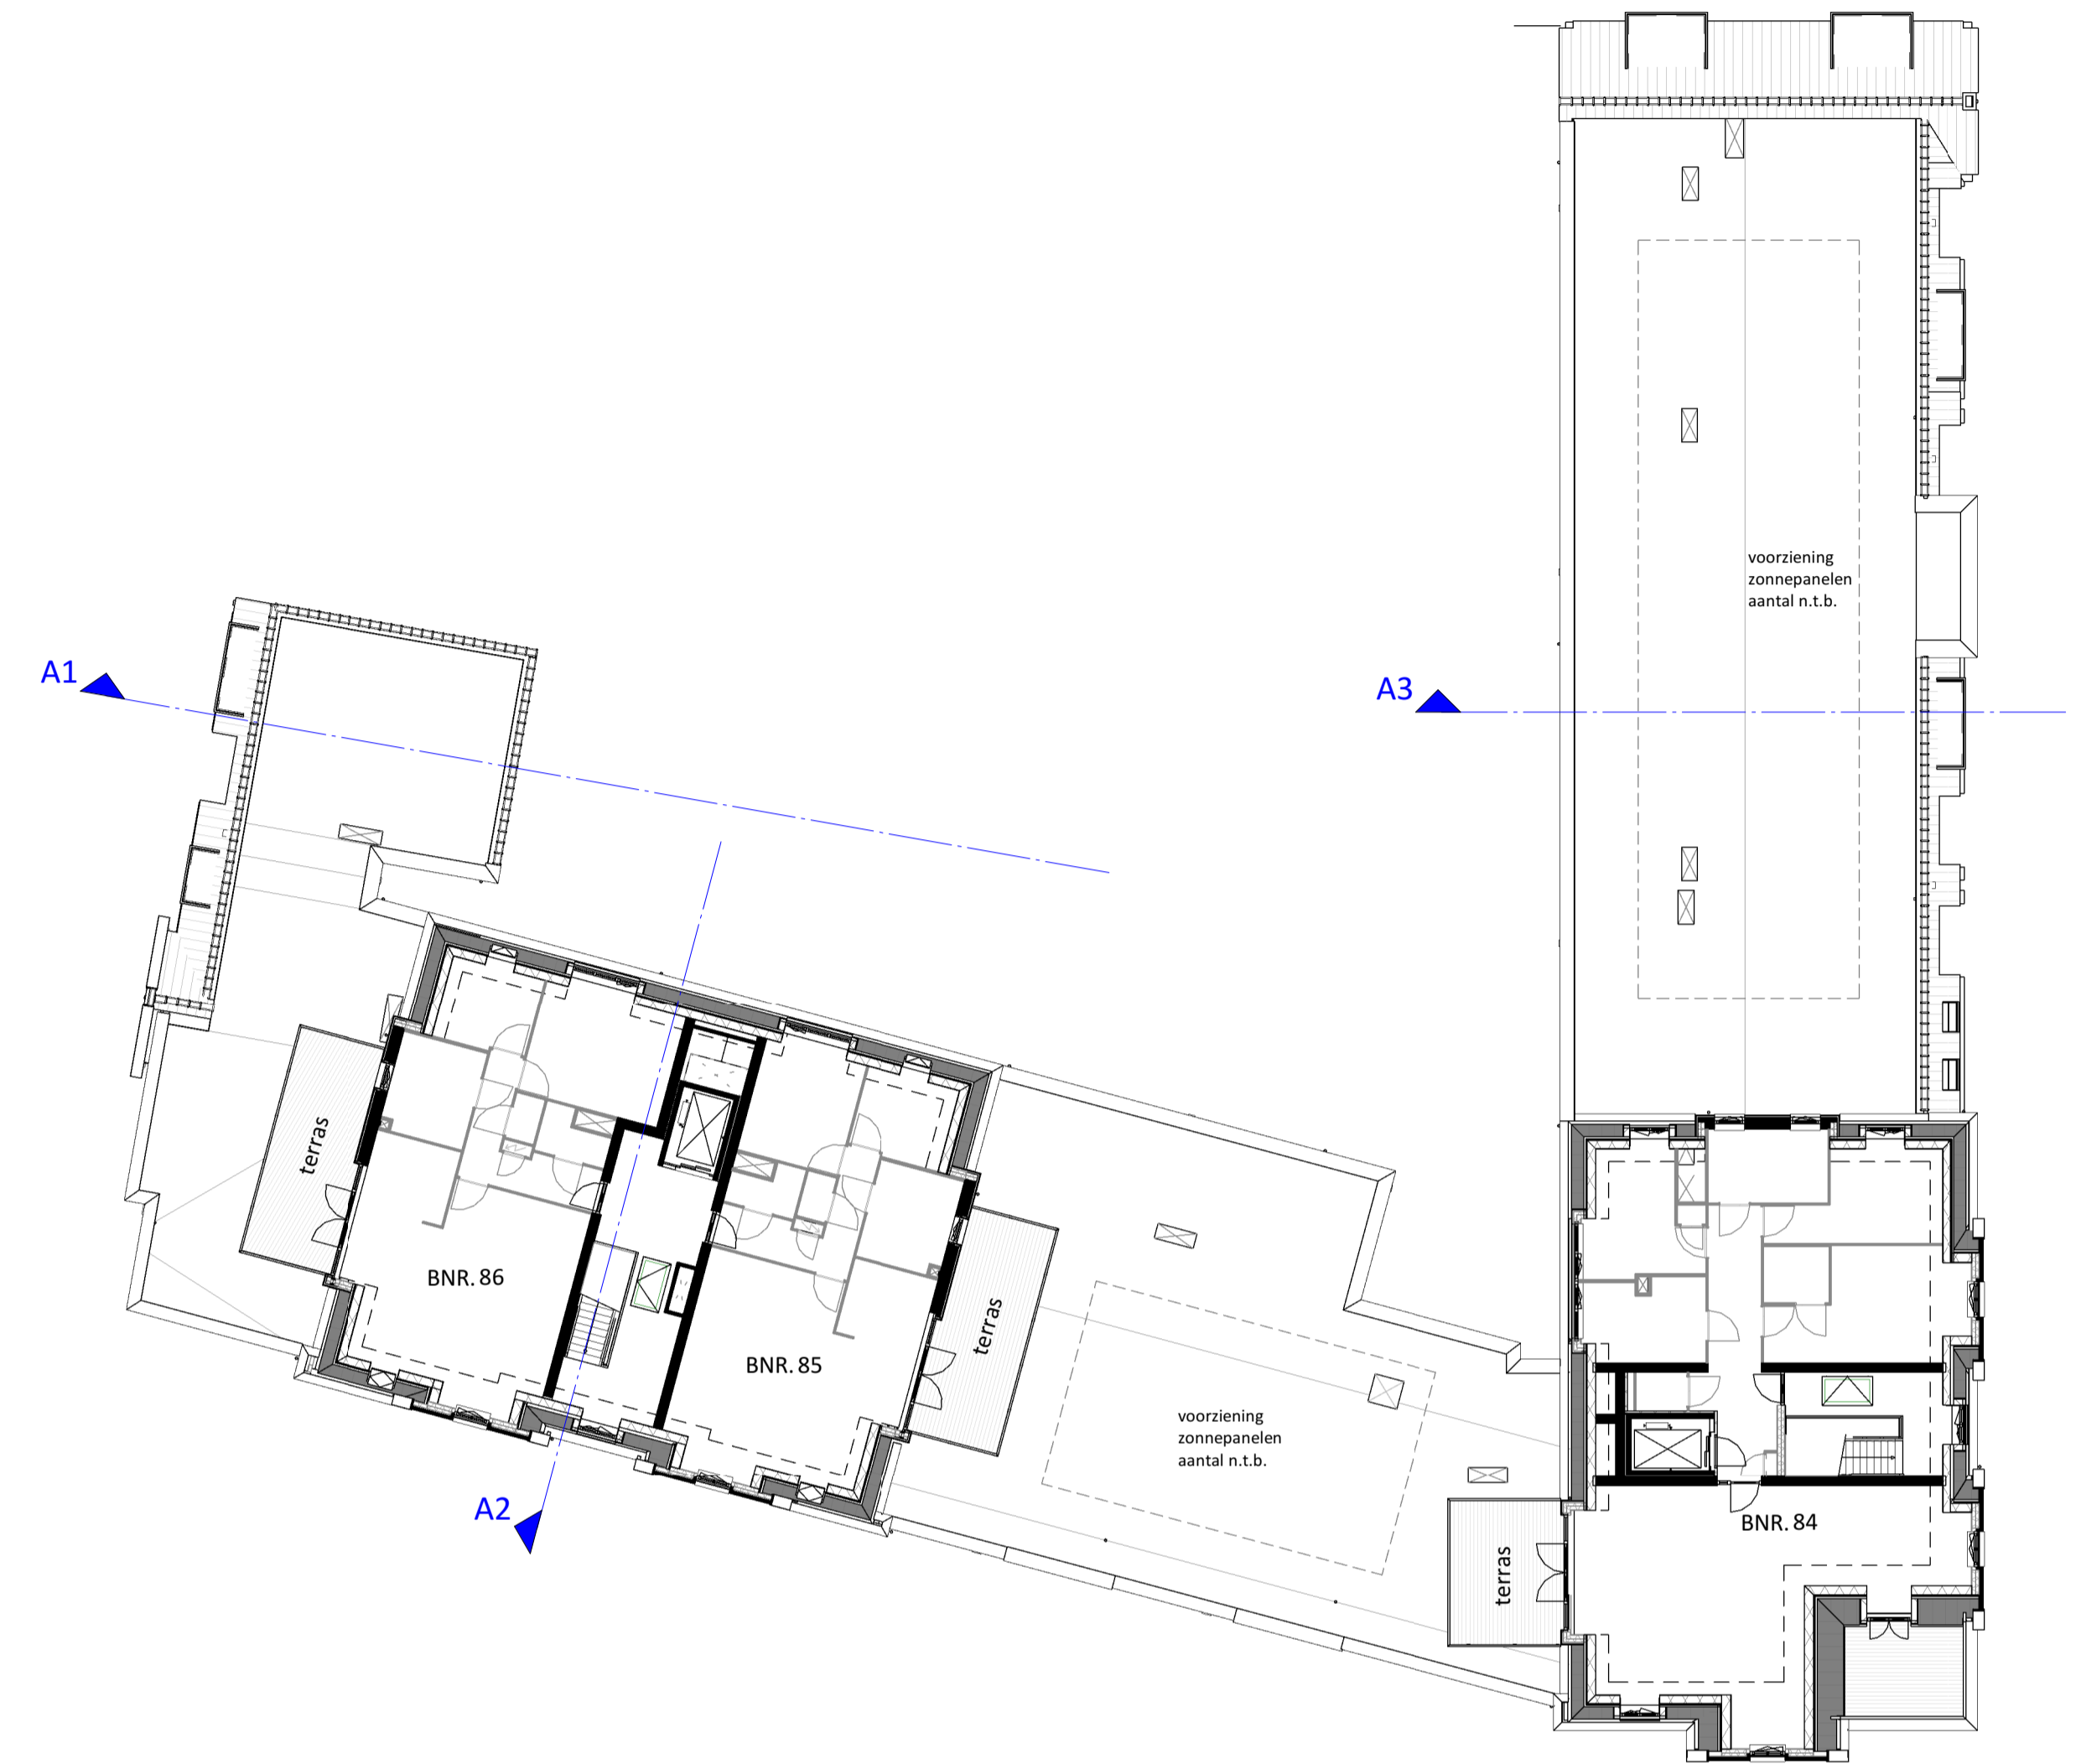 voorziening
zonnepanelen
aantal n.t.b.
A1
A3
terras
BNR. 86
terras
BNR. 85
voorziening
zonnepanelen
aantal n.t.b.
A2
BNR. 84
terras